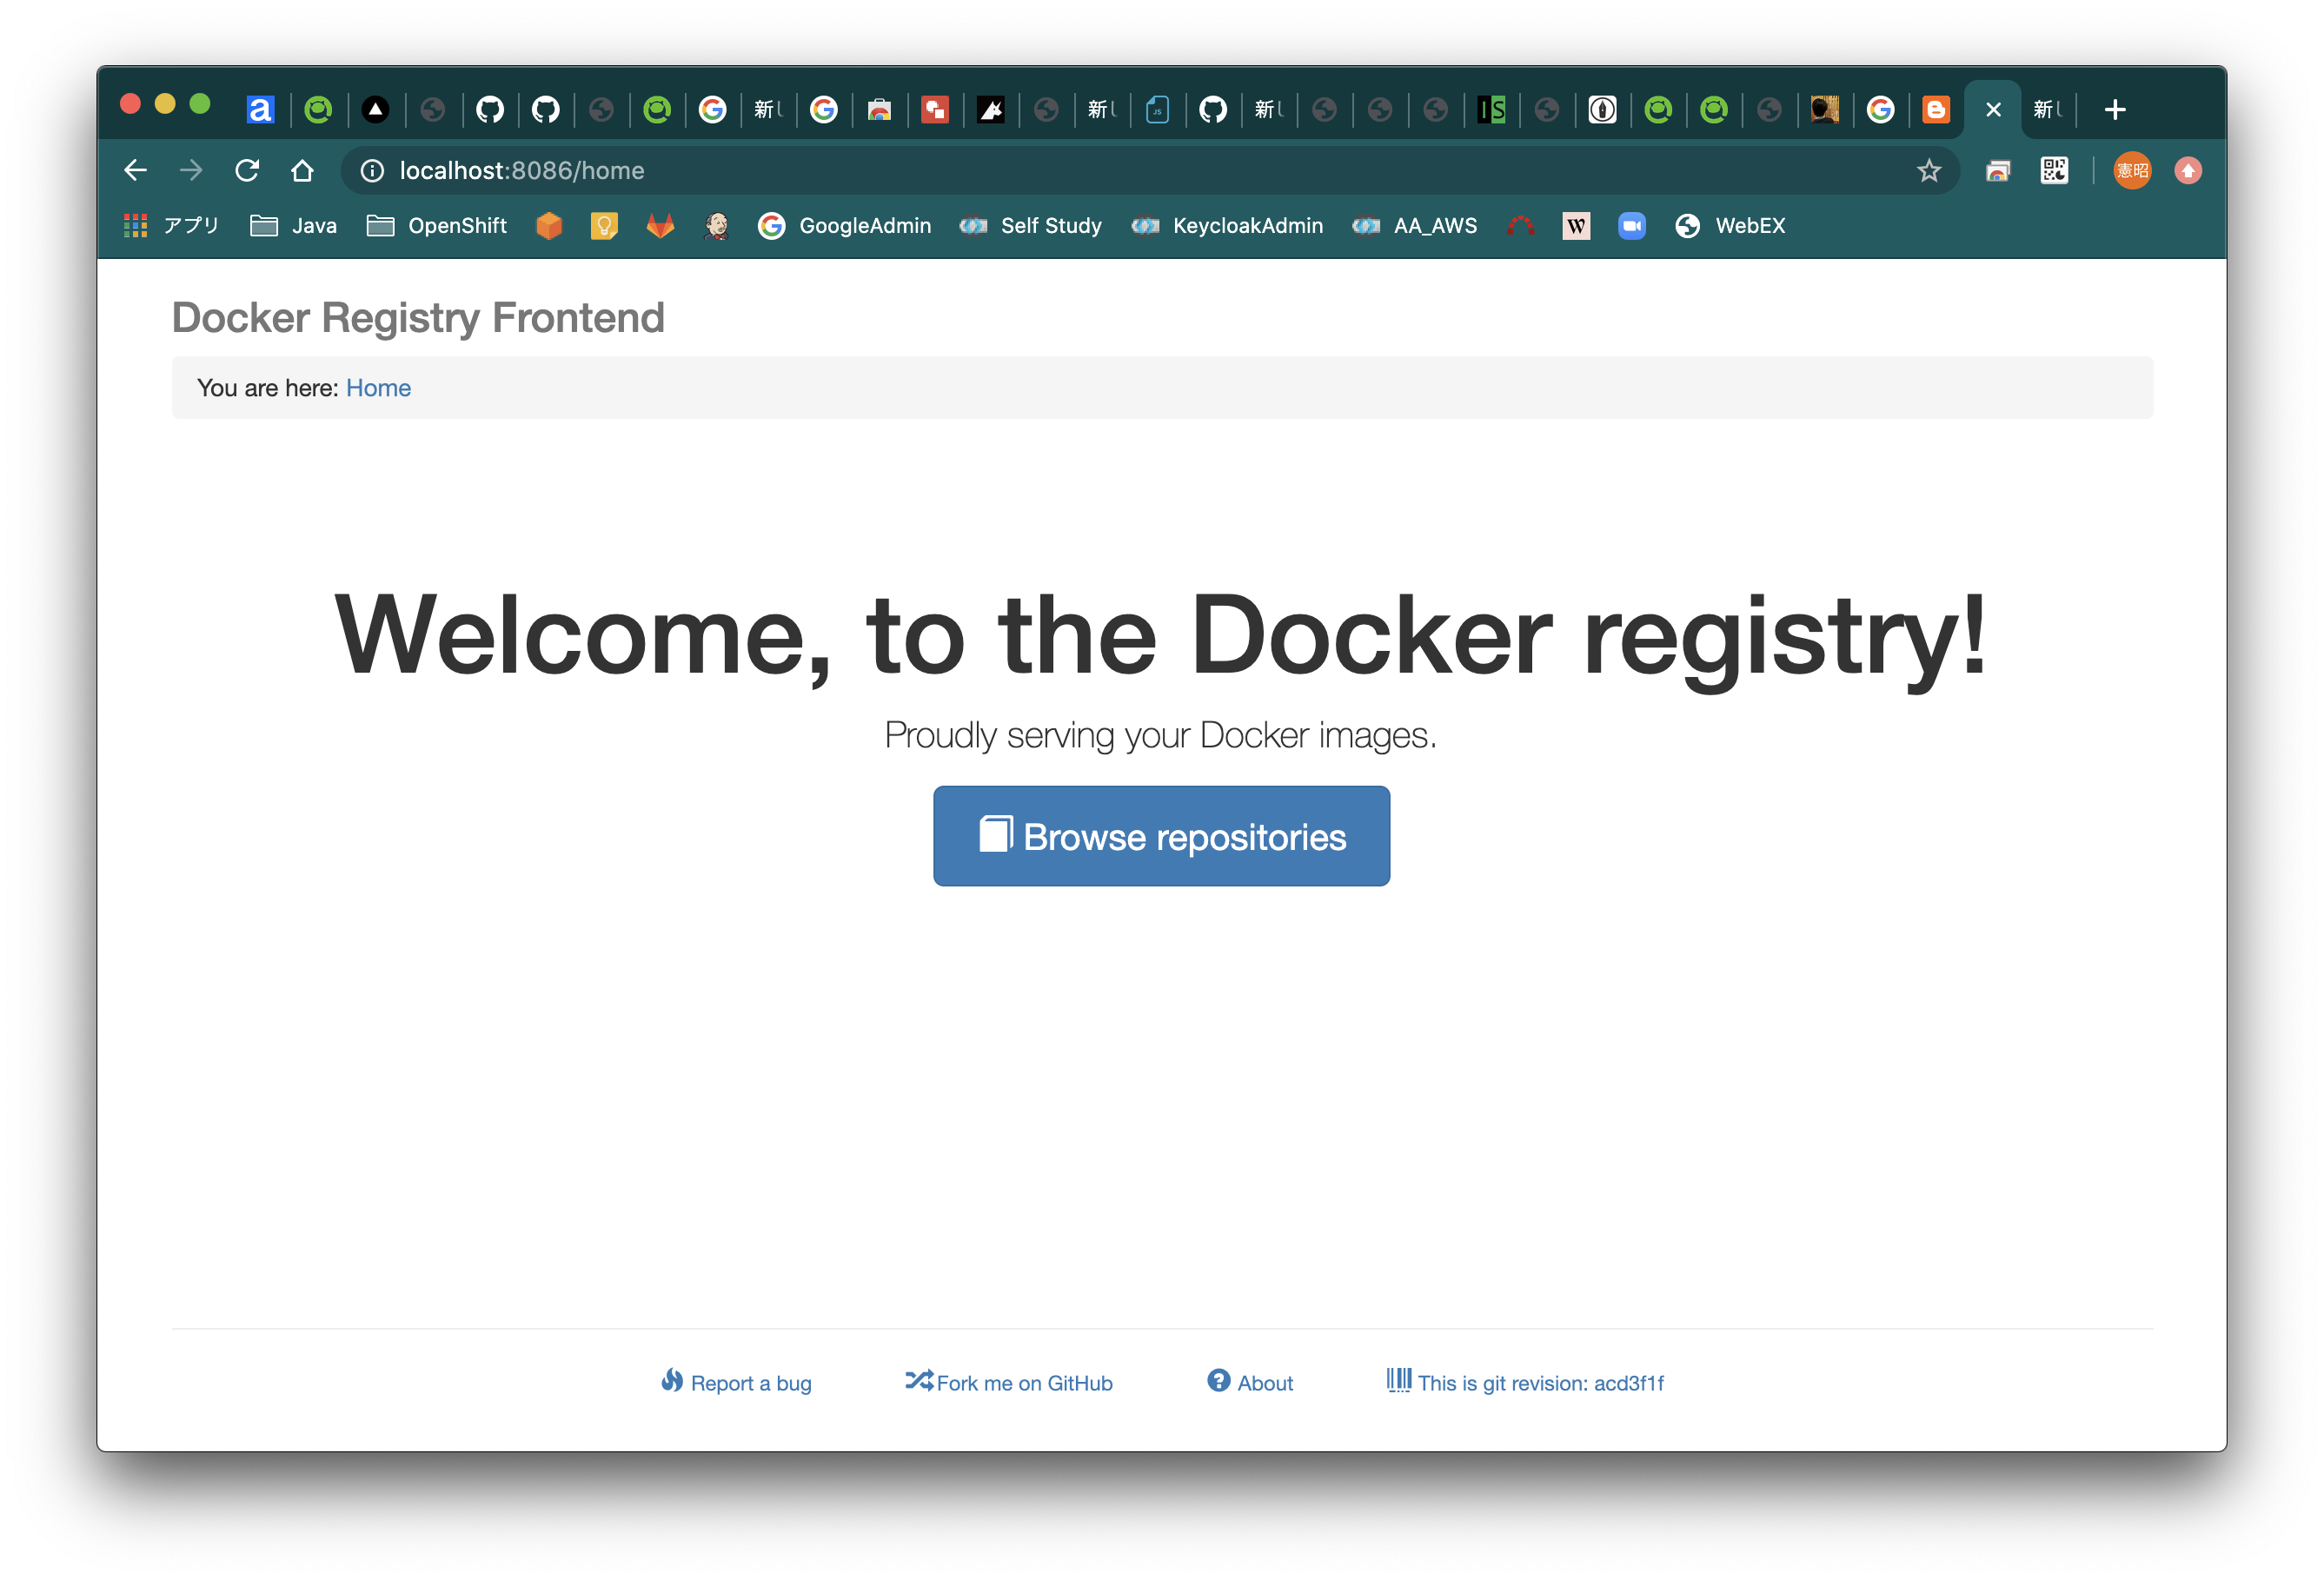 新し 新し 新し 新し
localhost:8086/home 憲昭
アプリ Java OpenShift GoogleAdmin Self Study KeycloakAdmin AA_AWS WebEX
Docker Registry Frontend
You are here: Home
Welcome, to the Docker registry!
Proudly serving your Docker images.
Browse repositories
Report a bug Fork me on GitHub About This is git revision: acd3f1f